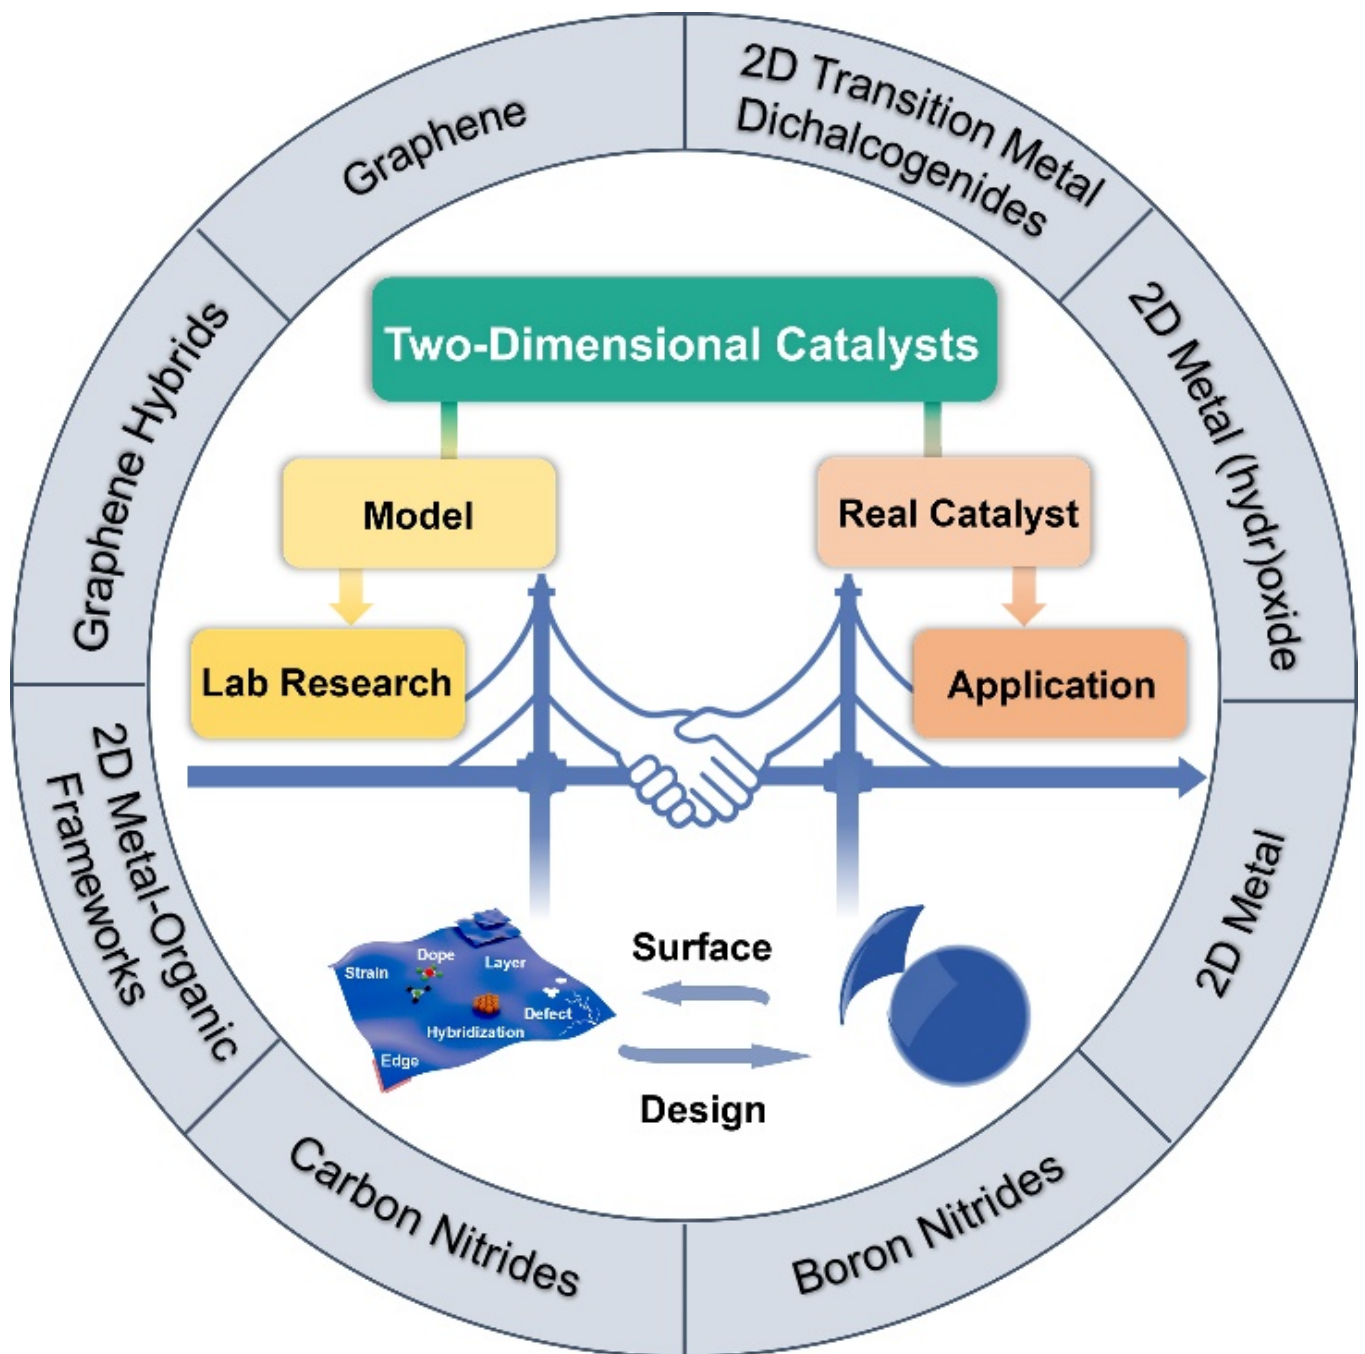 Graphene
2D Transition Metal
Dichalcogenides
2D Metal (hydr)oxide
2D Metal
Boron Nitrides
Carbon Nitrides
2D Metal-Organic
Frameworks
Graphene Hybrids
Two-Dimensional Catalysts
Model
Real Catalyst
Lab Research
Application
Strain
Dope
Layer
Defect
Hybridization
Edge
Surface
Design